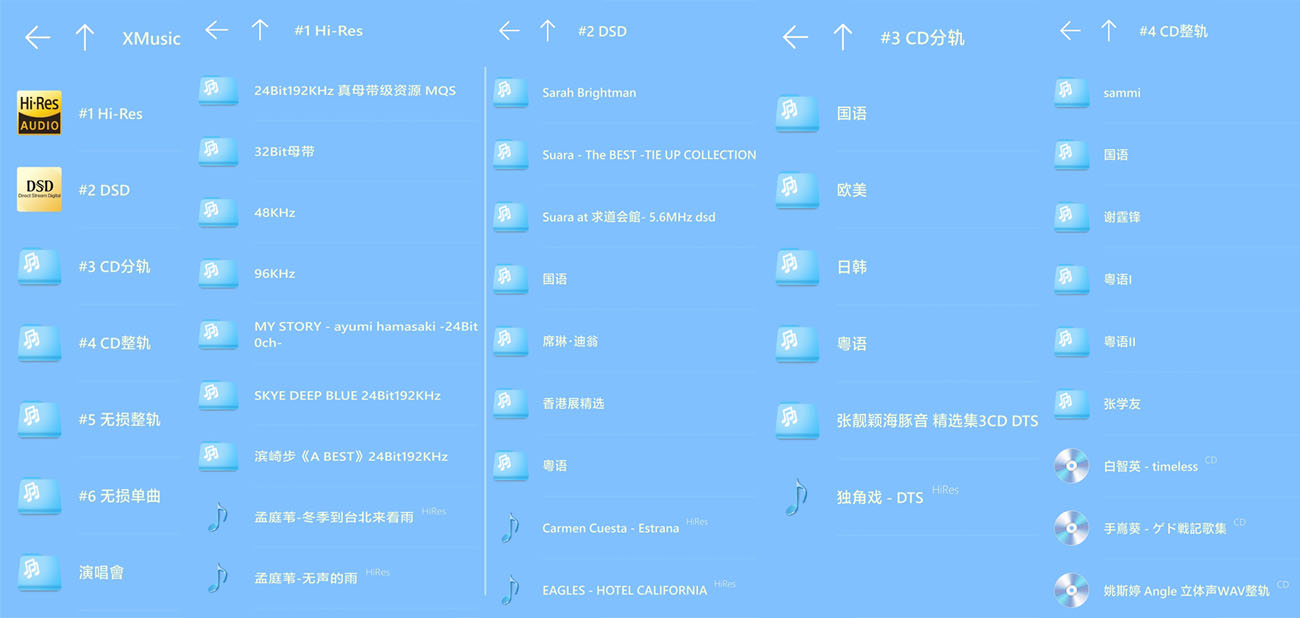 XMusic
Hi-Res
AUDIO
#1 Hi-Res
DSD
Direct Stream Digital
#2 DSD
#3 CD分轨
#4 CD整轨
#5 无损整轨
#6 无损单曲
演唱會
#1 Hi-Res
24Bit192KHz 真母带级资源 MQS
32Bit母带
48KHz
96KHz
MY STORY - ayumi hamasaki -24Bit
0ch-
SKYE DEEP BLUE 24Bit192KHz
滨崎步《A BEST》24Bit192KHz
孟庭苇-冬季到台北来看雨 HiRes
孟庭苇-无声的雨 HiRes
#2 DSD
Sarah Brightman
Suara - The BEST -TIE UP COLLECTION
Suara at 求道会館- 5.6MHz dsd
国语
席琳·迪翁
香港展精选
粤语
Carmen Cuesta - Estrana HiRes
EAGLES - HOTEL CALIFORNIA HiRes
#3 CD分轨
国语
欧美
日韩
粤语
张靓颖海豚音 精选集3CD DTS
独角戏 - DTS HiRes
#4 CD整轨
sammi
国语
谢霆锋
粤语I
粤语II
张学友
白智英 - timeless CD
手嶌葵 - ゲド戦記歌集 CD
姚斯婷 Angle 立体声WAV整轨 CD